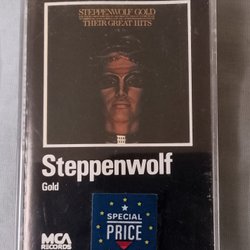 STEPPENWOLF GOLD
THEIR GREAT HITS
Steppenwolf
Gold
MCA
RECORDS
SPECIAL
PRICE